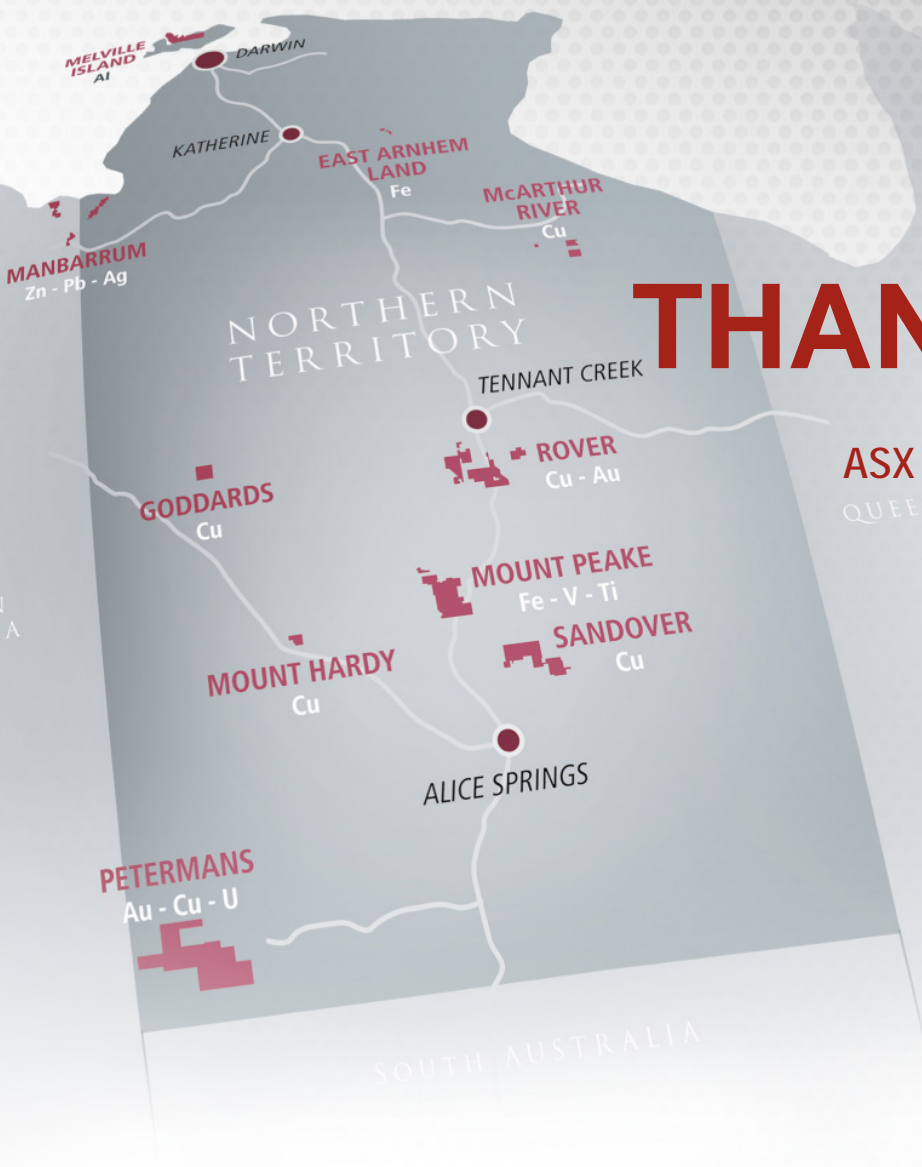 MELVILLE
ISLAND
Al
DARWIN
KATHERINE
EAST ARNHEM
LAND
Fe
McARTHUR
RIVER
Cu
MANBARRUM
Zn - Pb - Ag
NORTHERN
TERRITORY
THAN
TENNANT CREEK
ROVER
Cu - Au
ASX
QUEE
GODDARDS
Cu
MOUNT PEAKE
Fe - V - Ti
N
A
SANDOVER
Cu
MOUNT HARDY
Cu
ALICE SPRINGS
PETERMANS
Au - Cu - U
SOUTH AUSTRALIA